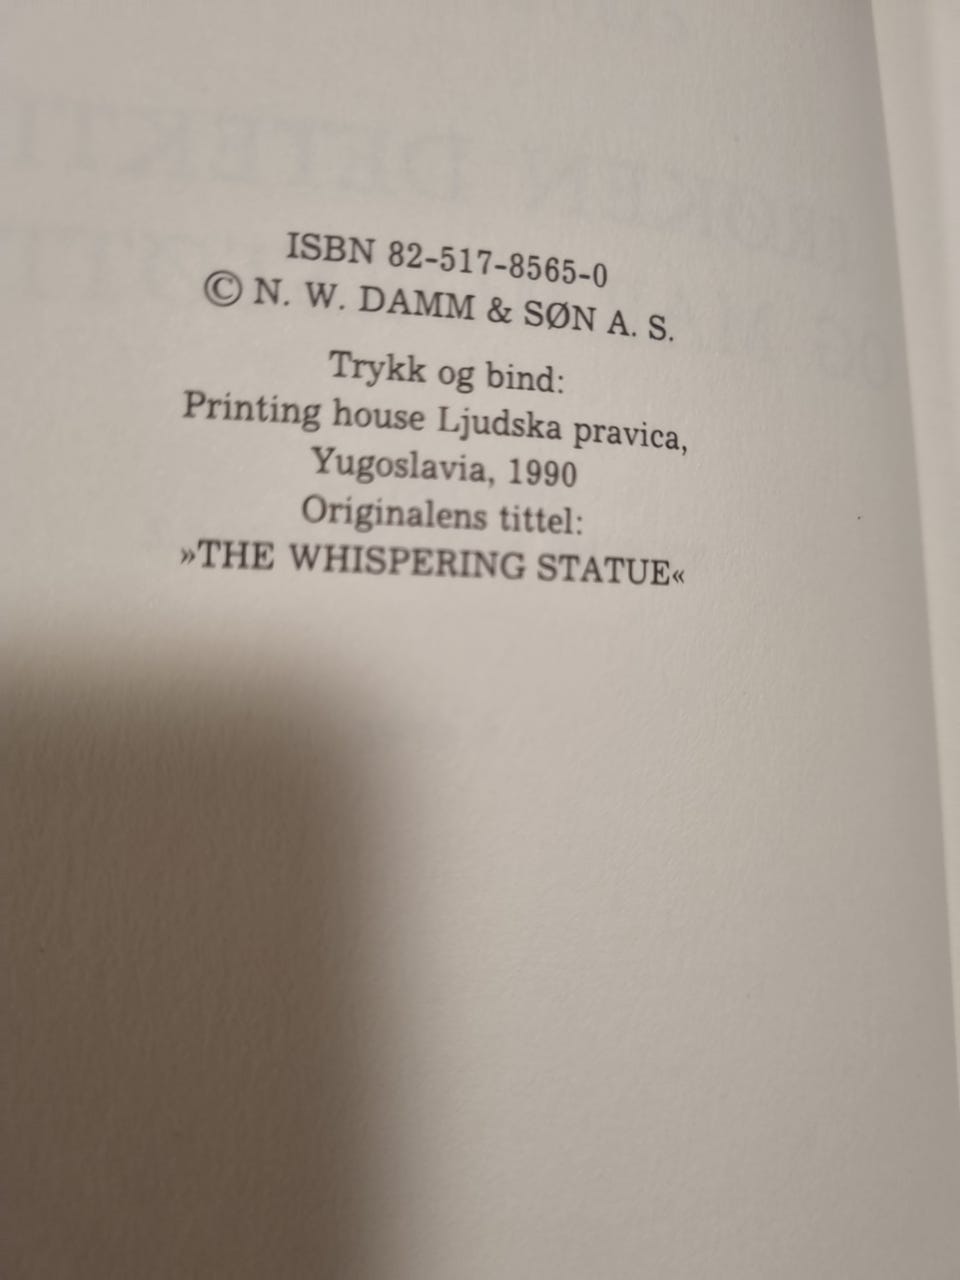 ISBN 82-517-8565-0
© N. W. DAMM & SØN A. S.
Trykk og bind:
Printing house Ljudska pravica,
Yugoslavia, 1990
Originalens tittel:
»THE WHISPERING STATUE«